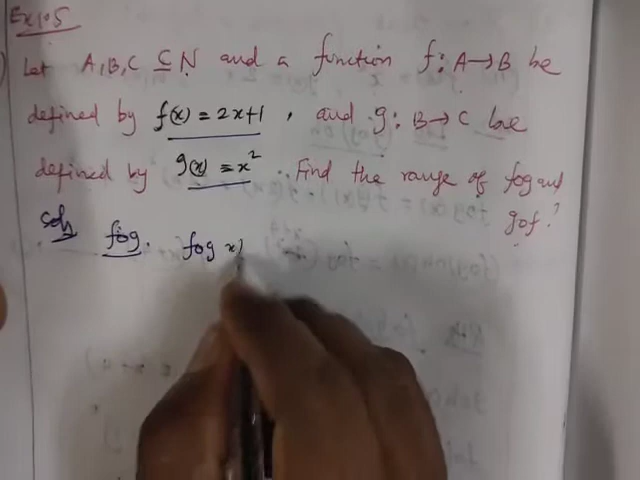 Ex 1.5
) Let A,B,C ⊆ N and a function f: A→B be
defined by f(x) = 2x+1, and g: B→C be
defined by g(x) = x². Find the range of fog and
gof?
Soln fog. fog x)